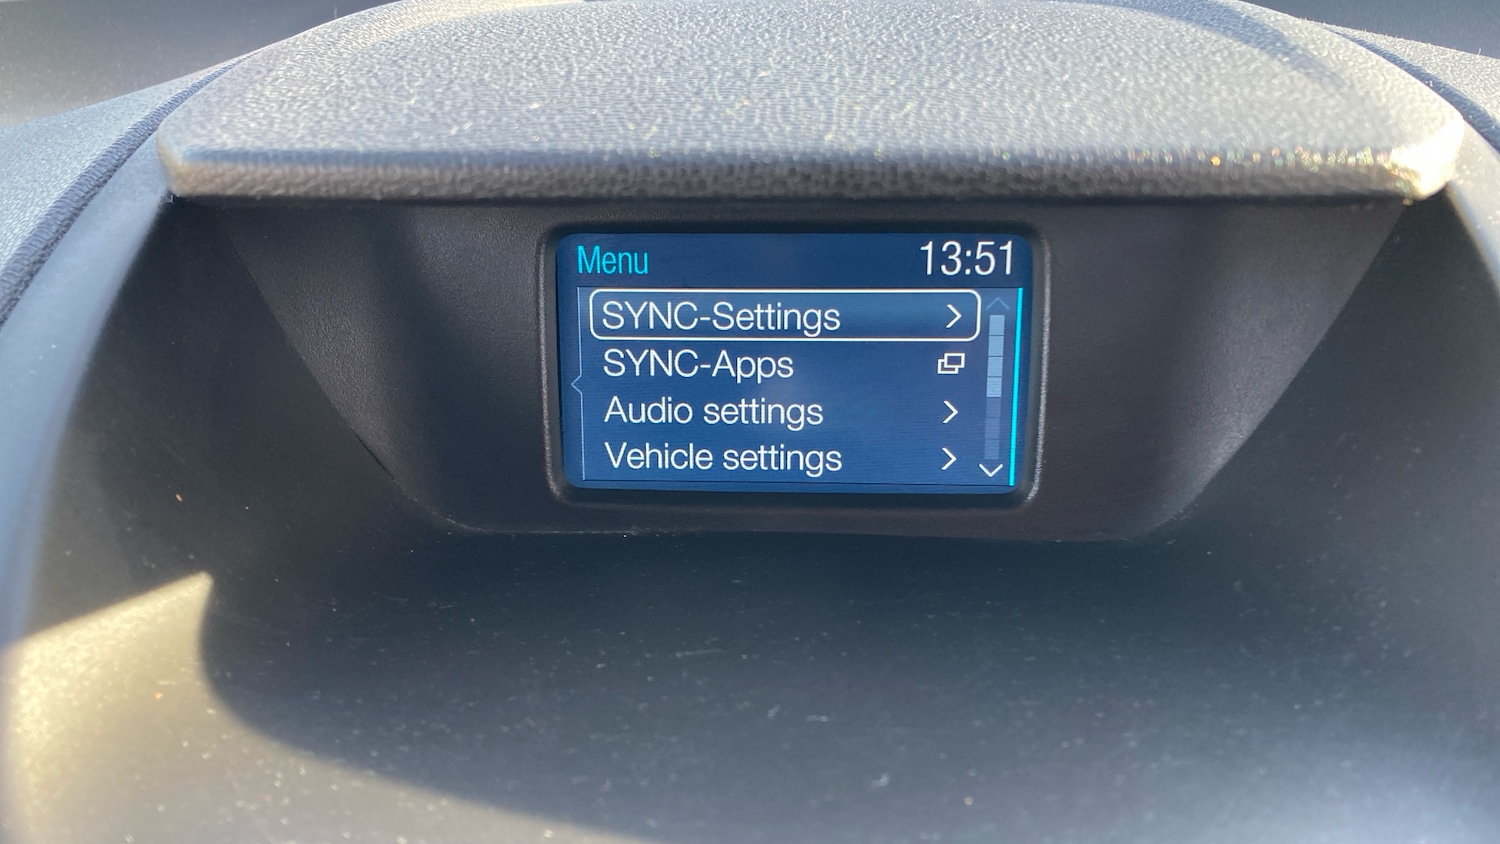 Menu 13:51
SYNC-Settings
SYNC-Apps
Audio settings
Vehicle settings